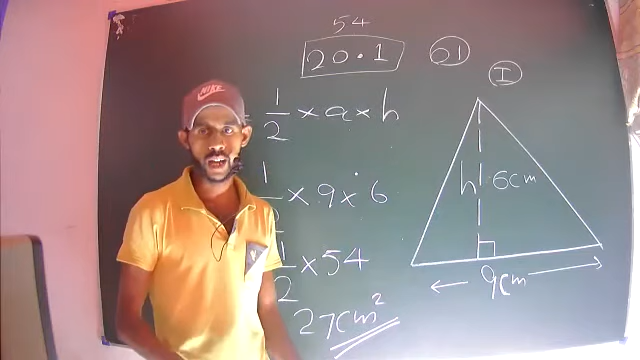 54
20.1
01
I
NIKE
1/2 × a × h
1/2 × 9 × 6
1/2 × 54
27cm²
h 6cm
9cm